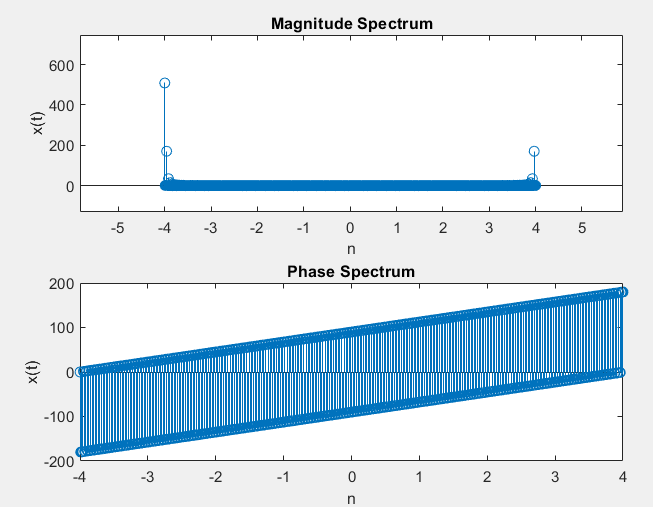 Magnitude Spectrum
600
400
200
0
x(t)
-5 -4 -3 -2 -1 0 1 2 3 4 5
n
Phase Spectrum
200
100
0
-100
-200
x(t)
-4 -3 -2 -1 0 1 2 3 4
n